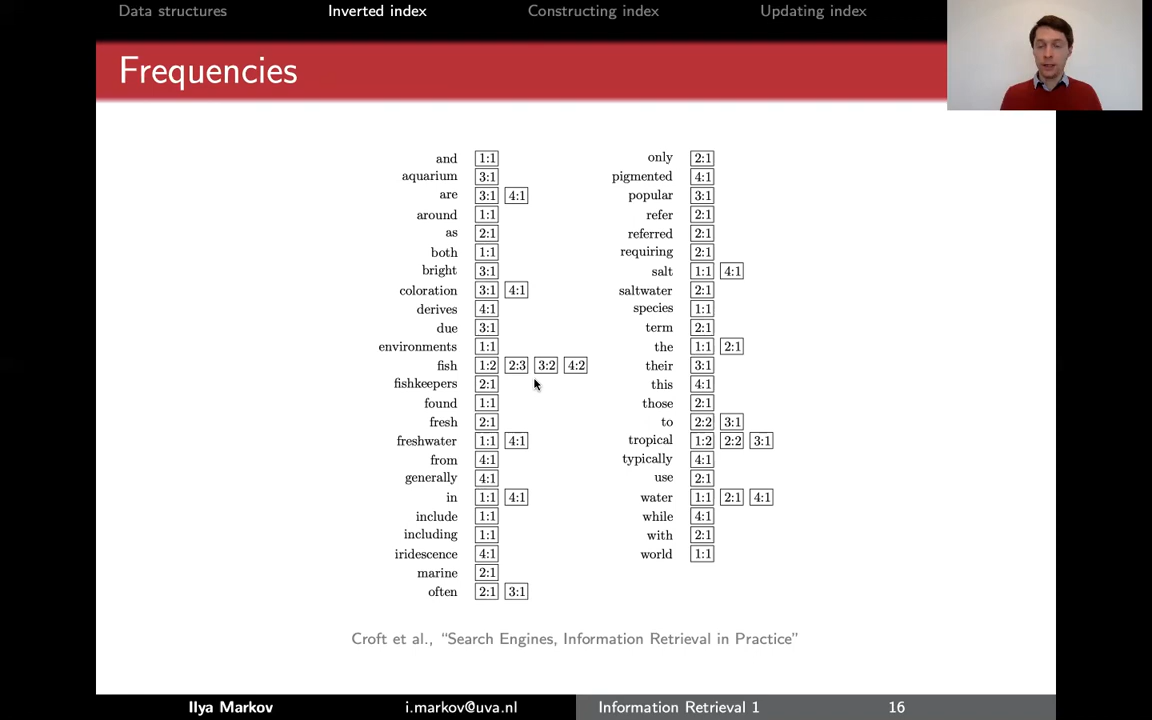 Data structures Inverted index Constructing index Updating index
Frequencies
and 1:1
aquarium 3:1
are 3:1 4:1
around 1:1
as 2:1
both 1:1
bright 3:1
coloration 3:1 4:1
derives 4:1
due 3:1
environments 1:1
fish 1:2 2:3 3:2 4:2
fishkeepers 2:1
found 1:1
fresh 2:1
freshwater 1:1 4:1
from 4:1
generally 4:1
in 1:1 4:1
include 1:1
including 1:1
iridescence 4:1
marine 2:1
often 2:1 3:1
only 2:1
pigmented 4:1
popular 3:1
refer 2:1
referred 2:1
requiring 2:1
salt 1:1 4:1
saltwater 2:1
species 1:1
term 2:1
the 1:1 2:1
their 3:1
this 4:1
those 2:1
to 2:2 3:1
tropical 1:2 2:2 3:1
typically 4:1
use 2:1
water 1:1 2:1 4:1
while 4:1
with 2:1
world 1:1
Croft et al., “Search Engines, Information Retrieval in Practice”
Ilya Markov i.markov@uva.nl Information Retrieval 1 16